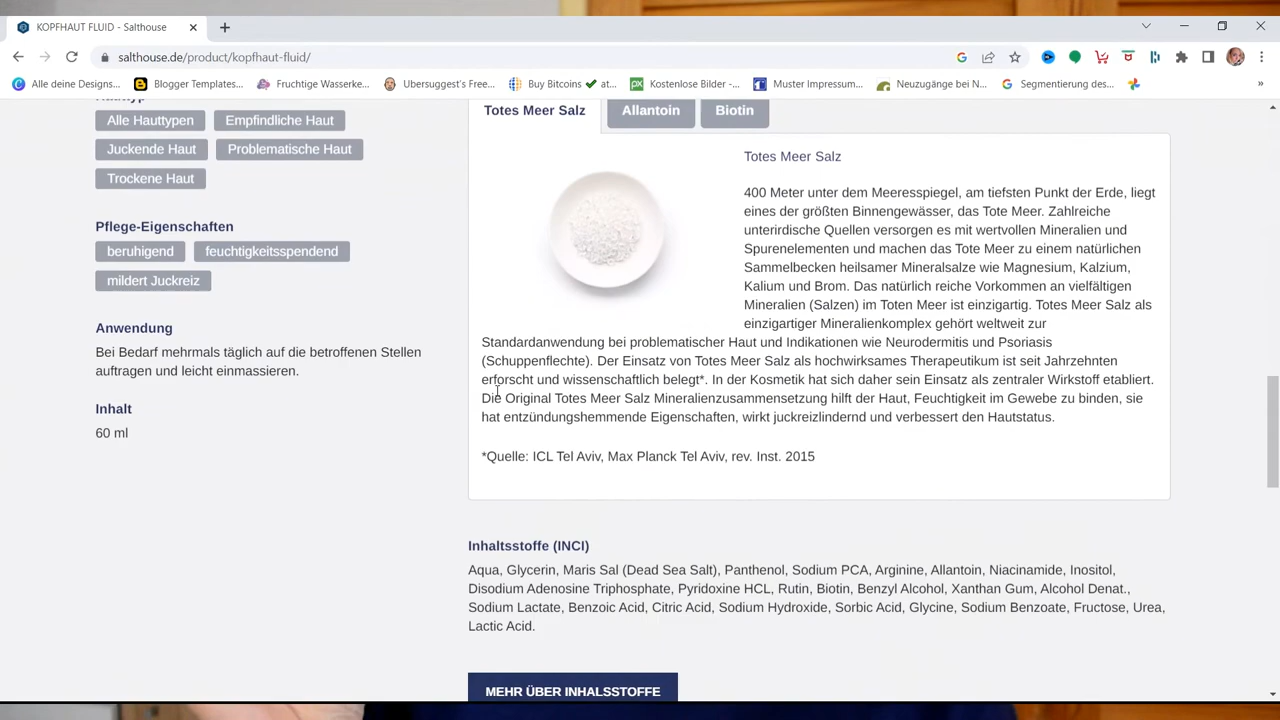 KOPFHAUT FLUID - Salthouse
salthouse.de/product/kopfhaut-fluid/
Alle deine Designs... Blogger Templates... Fruchtige Wasserke... Ubersuggest's Free... Buy Bitcoins ✔ at... Kostenlose Bilder -... Muster Impressum... Neuzugänge bei N... Segmentierung des... »
Hauttyp
Alle Hauttypen Empfindliche Haut
Juckende Haut Problematische Haut
Trockene Haut
Pflege-Eigenschaften
beruhigend feuchtigkeitsspendend
mildert Juckreiz
Anwendung
Bei Bedarf mehrmals täglich auf die betroffenen Stellen
auftragen und leicht einmassieren.
Inhalt
60 ml
Totes Meer Salz Allantoin Biotin
Totes Meer Salz
400 Meter unter dem Meeresspiegel, am tiefsten Punkt der Erde, liegt
eines der größten Binnengewässer, das Tote Meer. Zahlreiche
unterirdische Quellen versorgen es mit wertvollen Mineralien und
Spurenelementen und machen das Tote Meer zu einem natürlichen
Sammelbecken heilsamer Mineralsalze wie Magnesium, Kalzium,
Kalium und Brom. Das natürlich reiche Vorkommen an vielfältigen
Mineralien (Salzen) im Toten Meer ist einzigartig. Totes Meer Salz als
einzigartiger Mineralienkomplex gehört weltweit zur
Standardanwendung bei problematischer Haut und Indikationen wie Neurodermitis und Psoriasis
(Schuppenflechte). Der Einsatz von Totes Meer Salz als hochwirksames Therapeutikum ist seit Jahrzehnten
erforscht und wissenschaftlich belegt*. In der Kosmetik hat sich daher sein Einsatz als zentraler Wirkstoff etabliert.
Die Original Totes Meer Salz Mineralienzusammensetzung hilft der Haut, Feuchtigkeit im Gewebe zu binden, sie
hat entzündungshemmende Eigenschaften, wirkt juckreizlindernd und verbessert den Hautstatus.
*Quelle: ICL Tel Aviv, Max Planck Tel Aviv, rev. Inst. 2015
Inhaltsstoffe (INCI)
Aqua, Glycerin, Maris Sal (Dead Sea Salt), Panthenol, Sodium PCA, Arginine, Allantoin, Niacinamide, Inositol,
Disodium Adenosine Triphosphate, Pyridoxine HCL, Rutin, Biotin, Benzyl Alcohol, Xanthan Gum, Alcohol Denat.,
Sodium Lactate, Benzoic Acid, Citric Acid, Sodium Hydroxide, Sorbic Acid, Glycine, Sodium Benzoate, Fructose, Urea,
Lactic Acid.
MEHR ÜBER INHALSSTOFFE